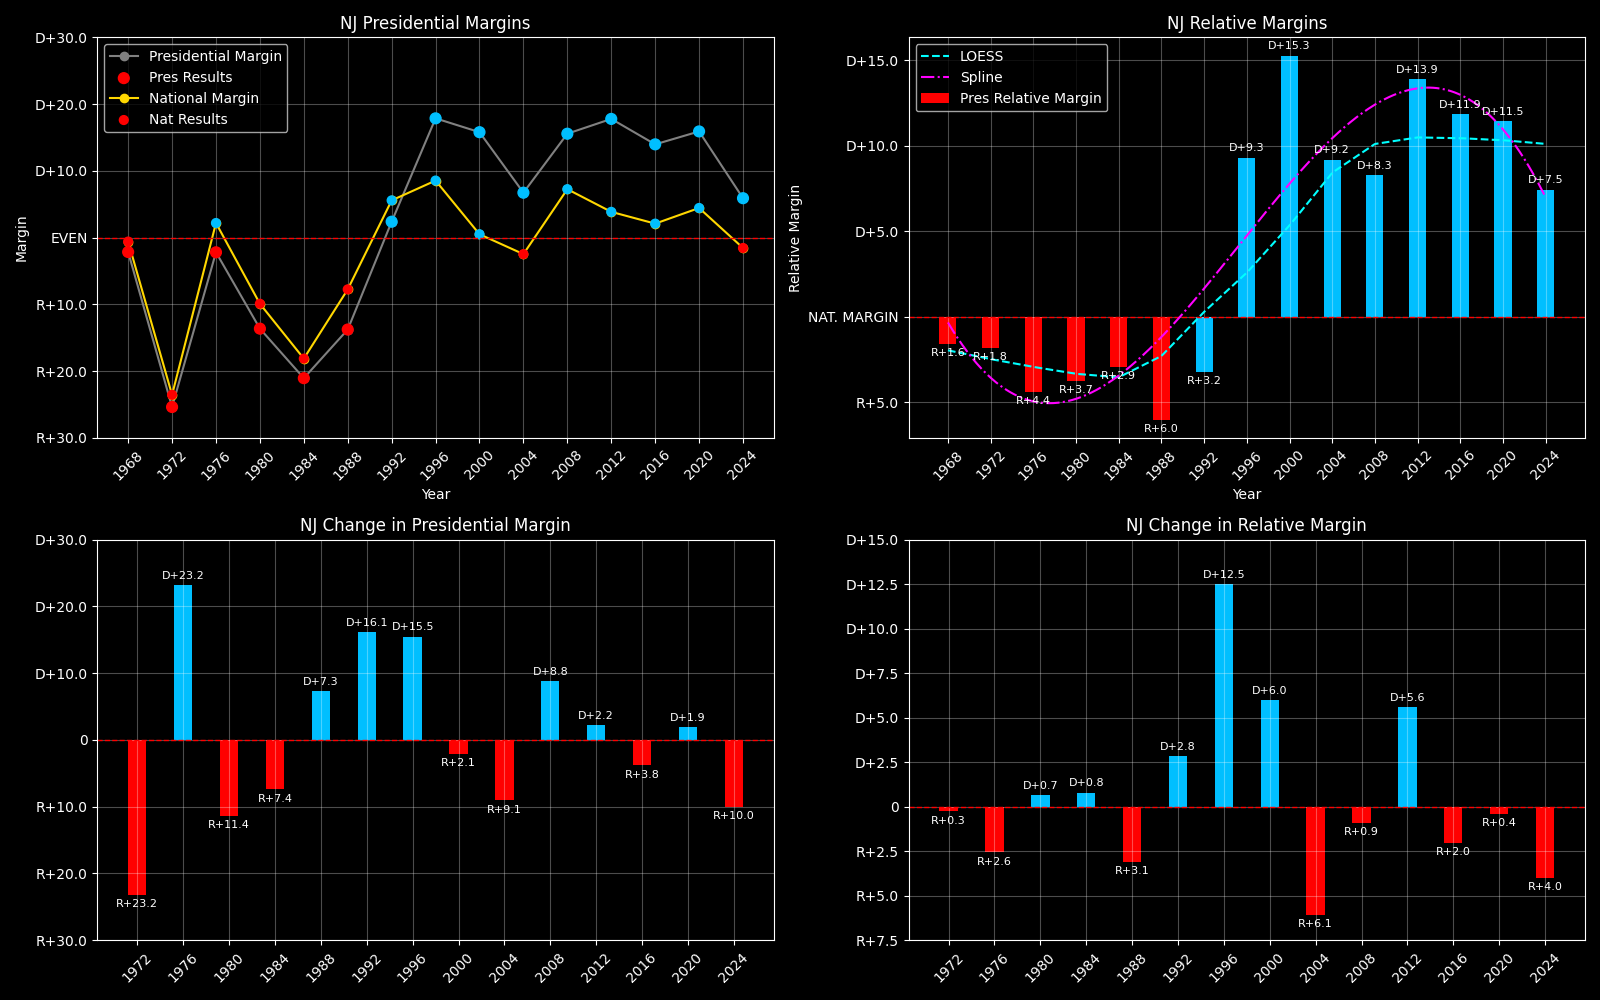 NJ Presidential Margins
D+30.0
D+20.0
D+10.0
EVEN
R+10.0
R+20.0
R+30.0
Margin
Presidential Margin
Pres Results
National Margin
Nat Results
1968 1972 1976 1980 1984 1988 1992 1996 2000 2004 2008 2012 2016 2020 2024
Year
NJ Relative Margins
D+15.0
D+10.0
D+5.0
NAT. MARGIN
R+5.0
Relative Margin
LOESS
Spline
Pres Relative Margin
R+1.6 R+1.8 R+4.4 R+3.7 R+2.9 R+6.0 R+3.2 D+9.3 D+15.3 D+9.2 D+8.3 D+13.9 D+11.9 D+11.5 D+7.5
1968 1972 1976 1980 1984 1988 1992 1996 2000 2004 2008 2012 2016 2020 2024
Year
NJ Change in Presidential Margin
D+30.0
D+20.0
D+10.0
0
R+10.0
R+20.0
R+30.0
R+23.2 D+23.2 R+11.4 R+7.4 D+7.3 D+16.1 D+15.5 R+2.1 R+9.1 D+8.8 D+2.2 R+3.8 D+1.9 R+10.0
1972 1976 1980 1984 1988 1992 1996 2000 2004 2008 2012 2016 2020 2024
NJ Change in Relative Margin
D+15.0
D+12.5
D+10.0
D+7.5
D+5.0
D+2.5
0
R+2.5
R+5.0
R+7.5
R+0.3 R+2.6 D+0.7 D+0.8 R+3.1 D+2.8 D+12.5 D+6.0 R+6.1 R+0.9 D+5.6 R+2.0 R+0.4 R+4.0
1972 1976 1980 1984 1988 1992 1996 2000 2004 2008 2012 2016 2020 2024